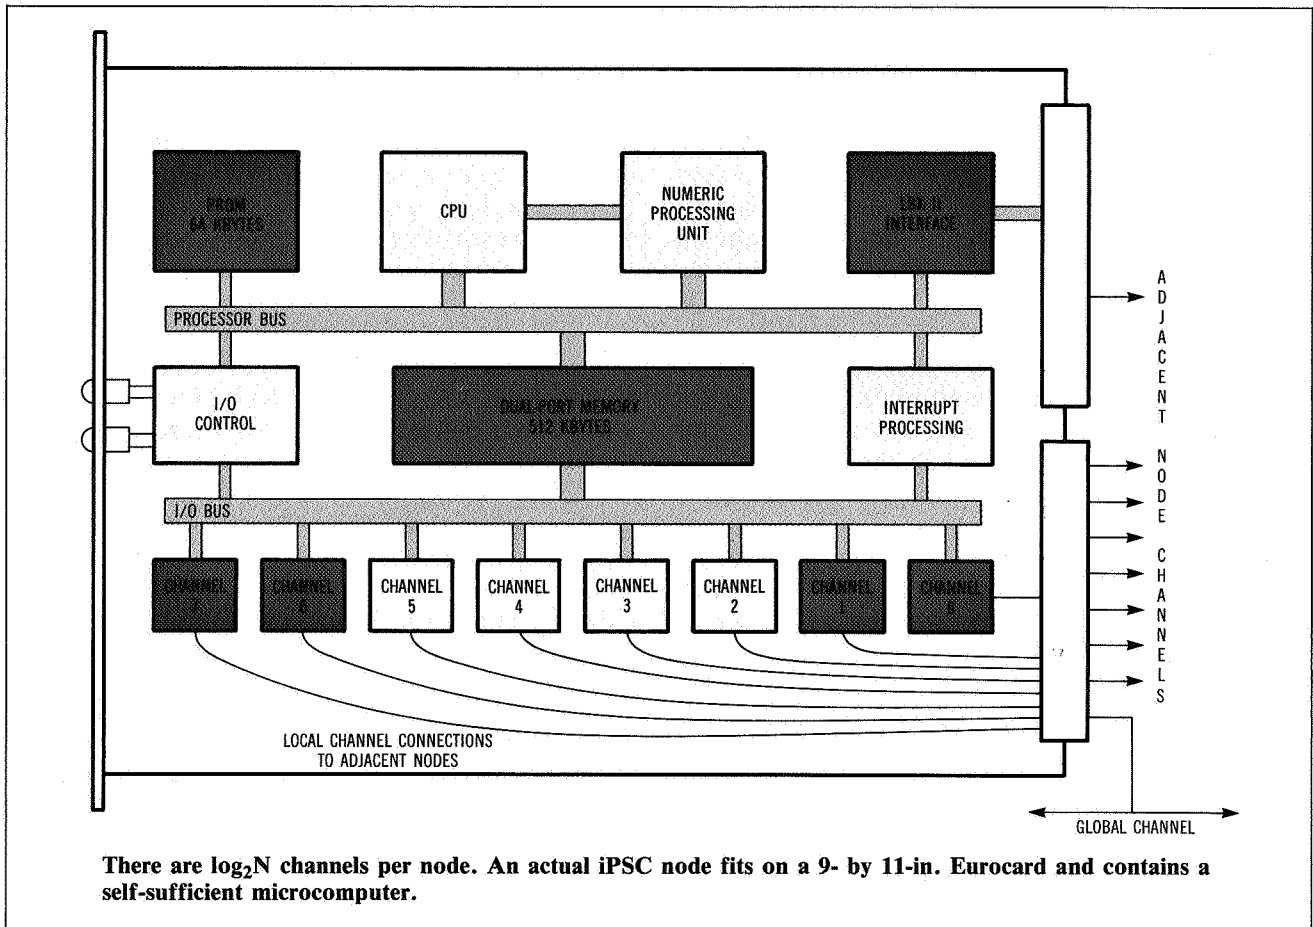 PROM
64 KBYTES
CPU
NUMERIC
PROCESSING
UNIT
LBX II
INTERFACE
PROCESSOR BUS
I/O
CONTROL
DUAL-PORT MEMORY
512 KBYTES
INTERRUPT
PROCESSING
I/O BUS
CHANNEL
7
CHANNEL
6
CHANNEL
5
CHANNEL
4
CHANNEL
3
CHANNEL
2
CHANNEL
1
CHANNEL
0
ADJACENT NODE CHANNELS
LOCAL CHANNEL CONNECTIONS
TO ADJACENT NODES
GLOBAL CHANNEL
There are log₂N channels per node. An actual iPSC node fits on a 9- by 11-in. Eurocard and contains a
self-sufficient microcomputer.